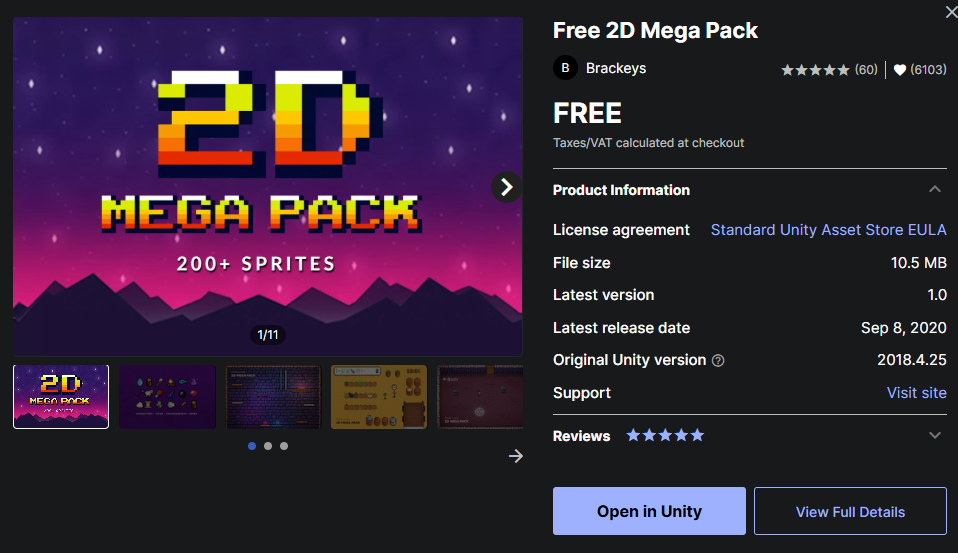 2D
MEGA PACK
200+ SPRITES
1/11
2D
MEGA PACK
Free 2D Mega Pack
B Brackeys (60) (6103)
FREE
Taxes/VAT calculated at checkout
Product Information
License agreement Standard Unity Asset Store EULA
File size 10.5 MB
Latest version 1.0
Latest release date Sep 8, 2020
Original Unity version ? 2018.4.25
Support Visit site
Reviews
Open in Unity View Full Details